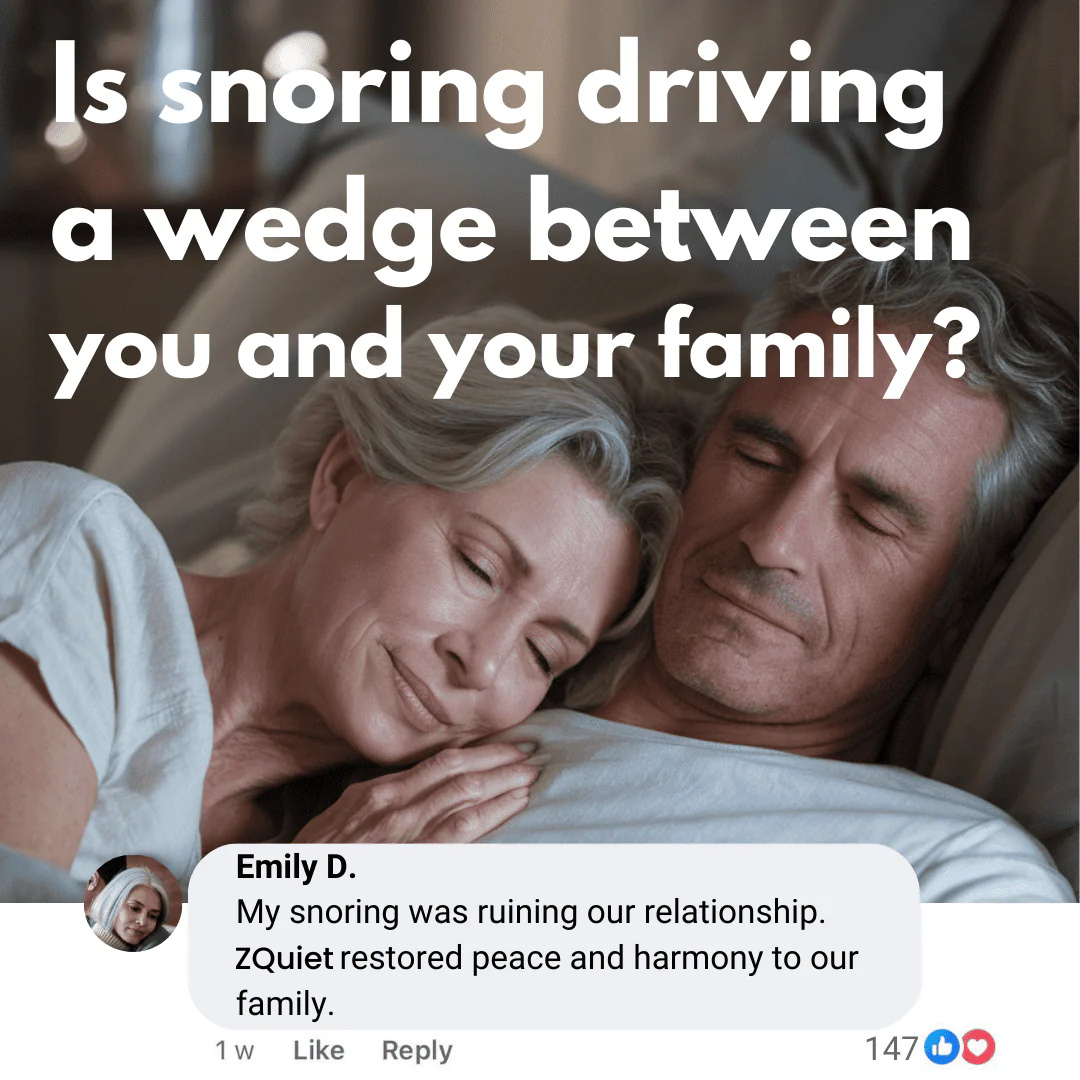 Is snoring driving
a wedge between
you and your family?
Emily D.
My snoring was ruining our relationship.
ZQuiet restored peace and harmony to our
family.
1 w Like Reply 147